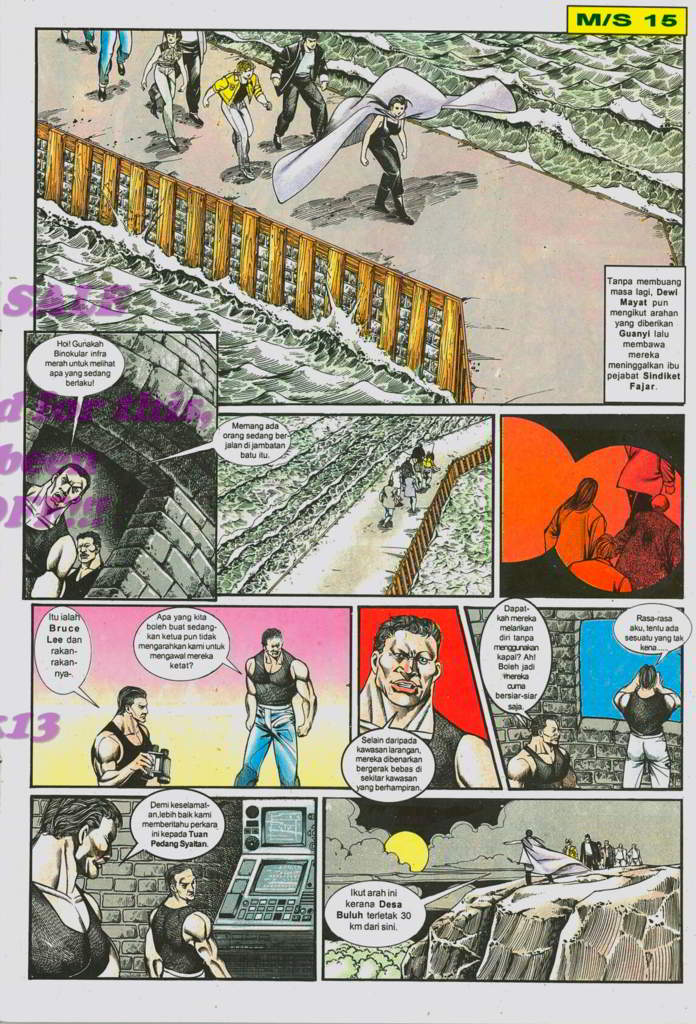 M/S 15
Tanpa membuang
masa lagi, Dewi
Mayat pun
mengikut arahan
yang diberikan
Guanyi lalu
membawa
mereka
meninggalkan ibu
pejabat Sindiket
Fajar.
SALE
d for this,
been
!!!
13
Hoi! Gunakah
Binokular infra
merah untuk melihat
apa yang sedang
berlaku!
Memang ada
orang sedang ber-
jalan di jambatan
batu itu.
Itu ialah
Bruce
Lee dan
rakan-
rakan-
nya-
Apa yang kita
boleh buat sedang-
kan ketua pun tidak
mengarahkan kami untuk
mengawal mereka
ketat?
Selain daripada
kawasan larangan,
mereka dibenarkan
bergerak bebas di
sekitar kawasan
yang berhampiran.
Dapat-
kah mereka
melarikan
diri tanpa
menggunakan
kapal? Ah!
Boleh jadi
mereka
cuma
bersiar-siar
saja.
Rasa-rasa
aku, tentu ada
sesuatu yang tak
kena.....
Demi keselamat-
an,lebih baik kami
memberitahu perkara
ini kepada Tuan
Pedang Syaitan.
Ikut arah ini
kerana Desa
Buluh terletak 30
km dari sini.